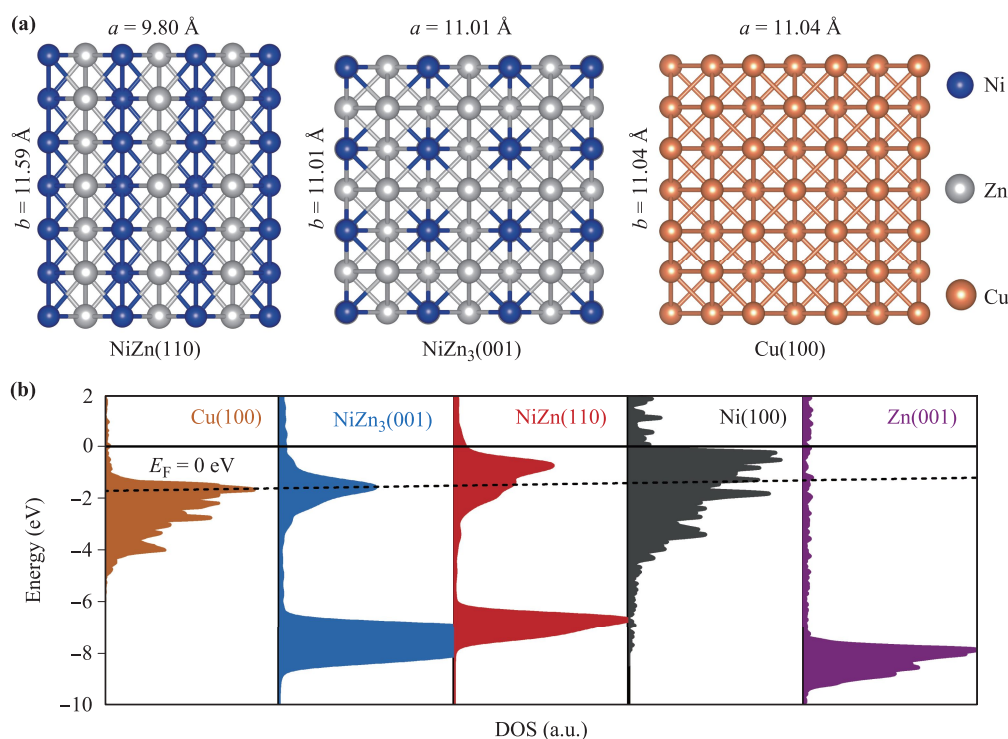 (a)
a = 9.80 Å
a = 11.01 Å
a = 11.04 Å
b = 11.59 Å
b = 11.01 Å
b = 11.04 Å
Ni
Zn
Cu
NiZn(110)
NiZn₃(001)
Cu(100)
(b)
Cu(100)
NiZn₃(001)
NiZn(110)
Ni(100)
Zn(001)
E_F = 0 eV
2
0
−2
−4
−6
−8
−10
Energy (eV)
DOS (a.u.)